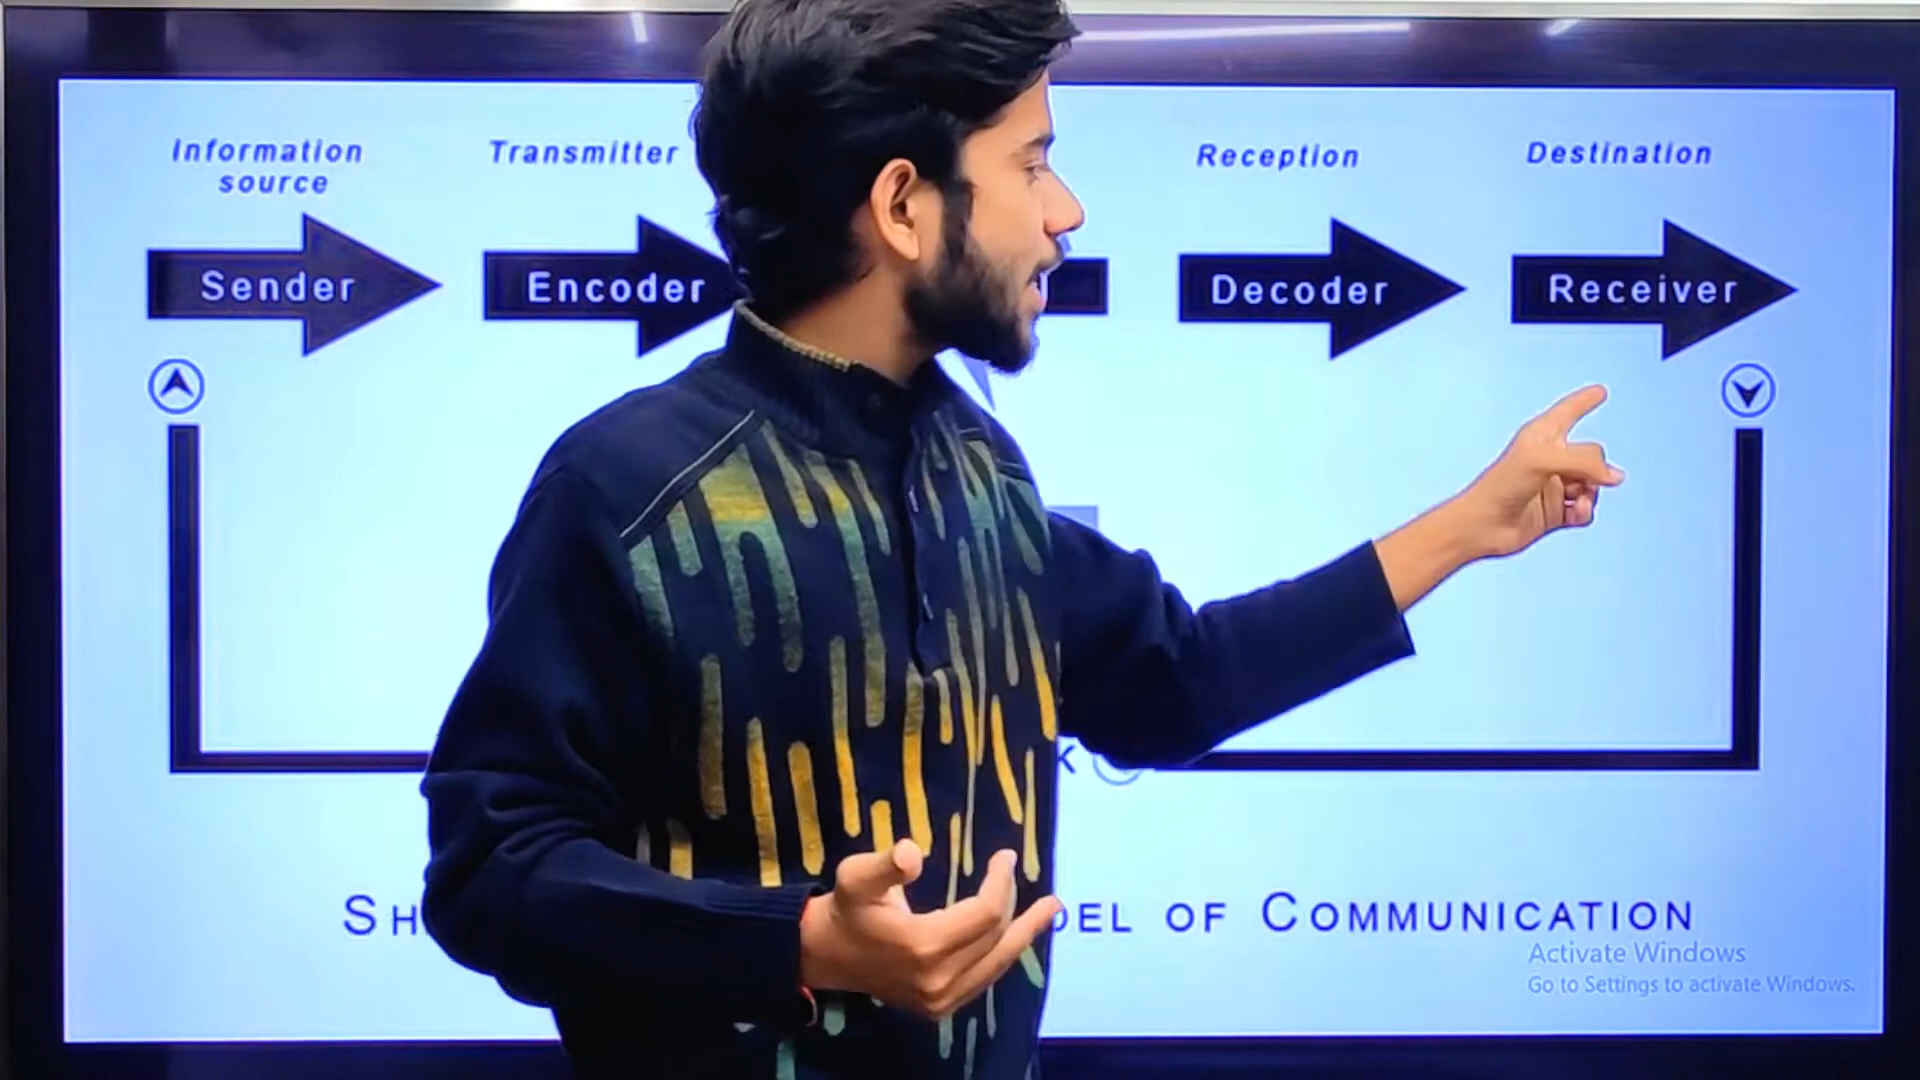 Information source
Transmitter
Reception
Destination
Sender
Encoder
Decoder
Receiver
OF COMMUNICATION
Activate Windows
Go to Settings to activate Windows.